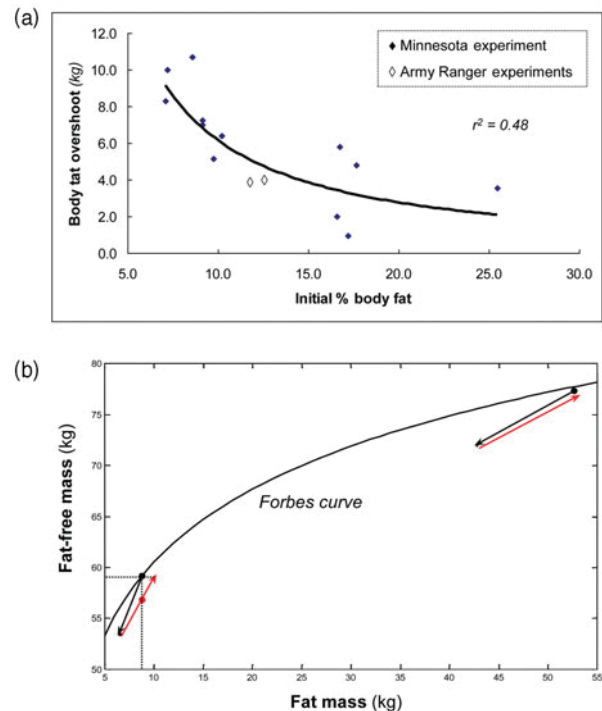 (a)
12.0
10.0
8.0
6.0
4.0
2.0
0.0
Body tat overshoot (kg)
Minnesota experiment
Army Ranger experiments
r² = 0.48
5.0 10.0 15.0 20.0 25.0 30.0
Initial % body fat
(b)
80
75
70
65
60
55
50
Fat-free mass (kg)
Forbes curve
5 10 15 20 25 30 35 40 45 50 55
Fat mass (kg)